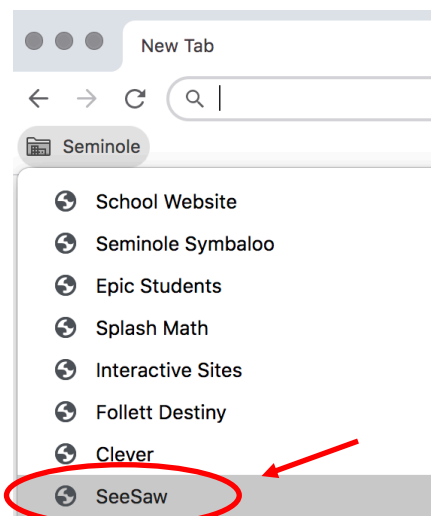 New Tab
Seminole
School Website
Seminole Symbaloo
Epic Students
Splash Math
Interactive Sites
Follett Destiny
Clever
SeeSaw